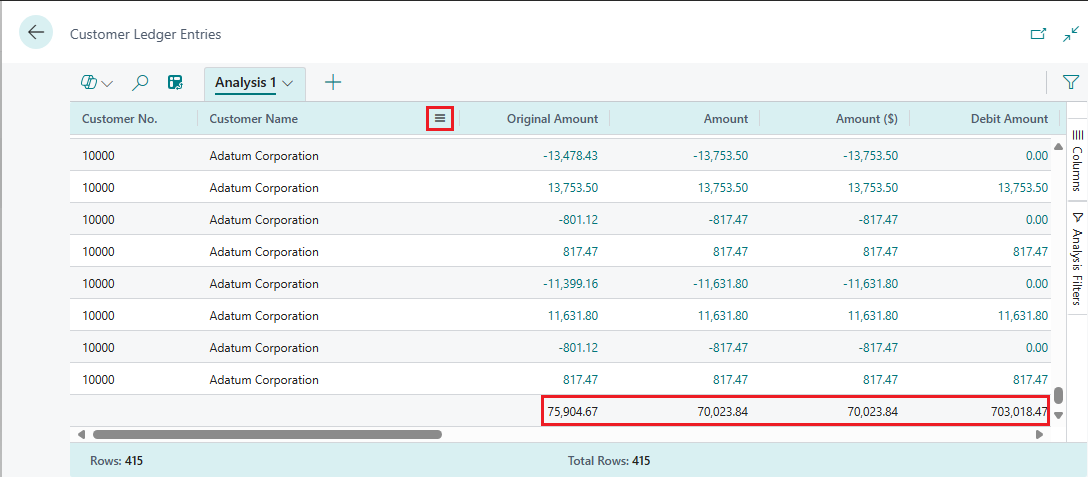 Customer Ledger Entries
Analysis 1
Customer No. Customer Name Original Amount Amount Amount ($) Debit Amount
10000 Adatum Corporation -13,478.43 -13,753.50 -13,753.50 0.00
10000 Adatum Corporation 13,753.50 13,753.50 13,753.50 13,753.50
10000 Adatum Corporation -801.12 -817.47 -817.47 0.00
10000 Adatum Corporation 817.47 817.47 817.47 817.47
10000 Adatum Corporation -11,399.16 -11,631.80 -11,631.80 0.00
10000 Adatum Corporation 11,631.80 11,631.80 11,631.80 11,631.80
10000 Adatum Corporation -801.12 -817.47 -817.47 0.00
10000 Adatum Corporation 817.47 817.47 817.47 817.47
75,904.67 70,023.84 70,023.84 703,018.47
Columns
Analysis Filters
Rows: 415 Total Rows: 415